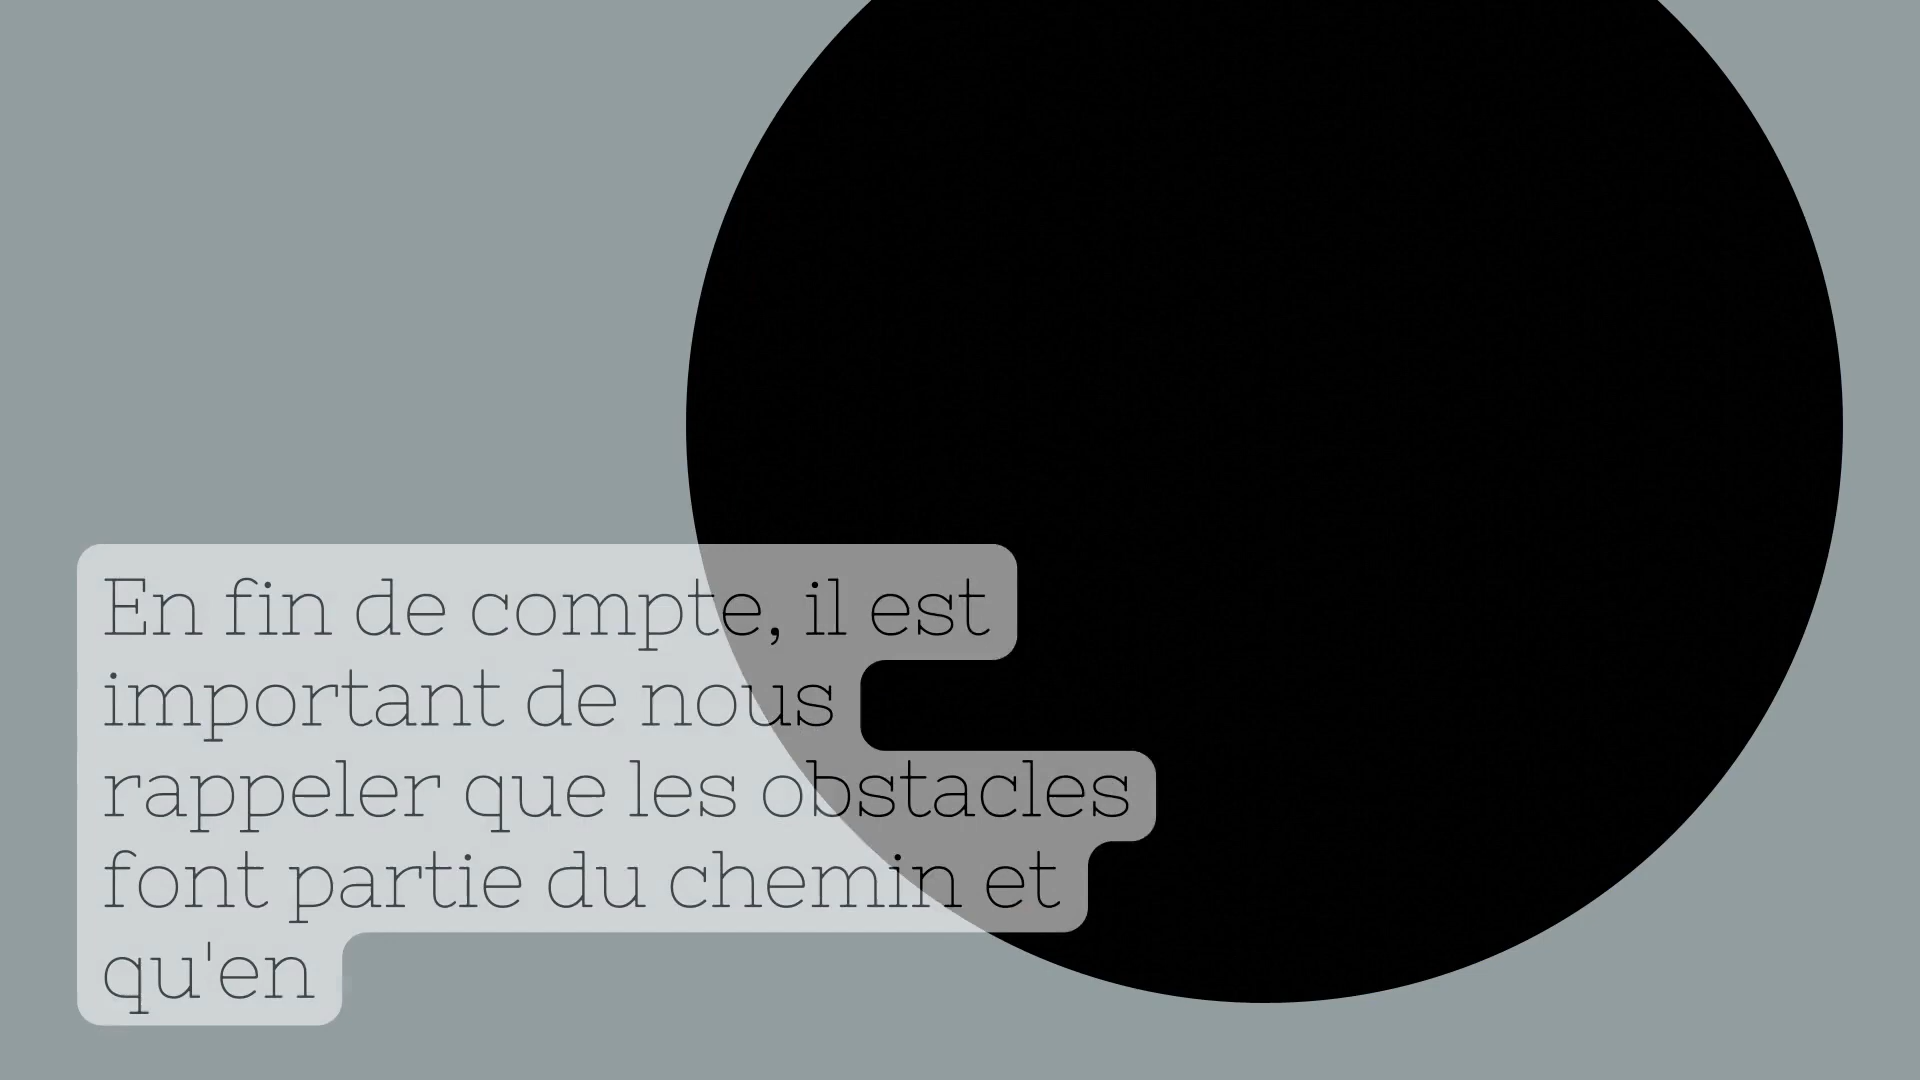 En fin de compte, il est
important de nous
rappeler que les obstacles
font partie du chemin et
qu'en